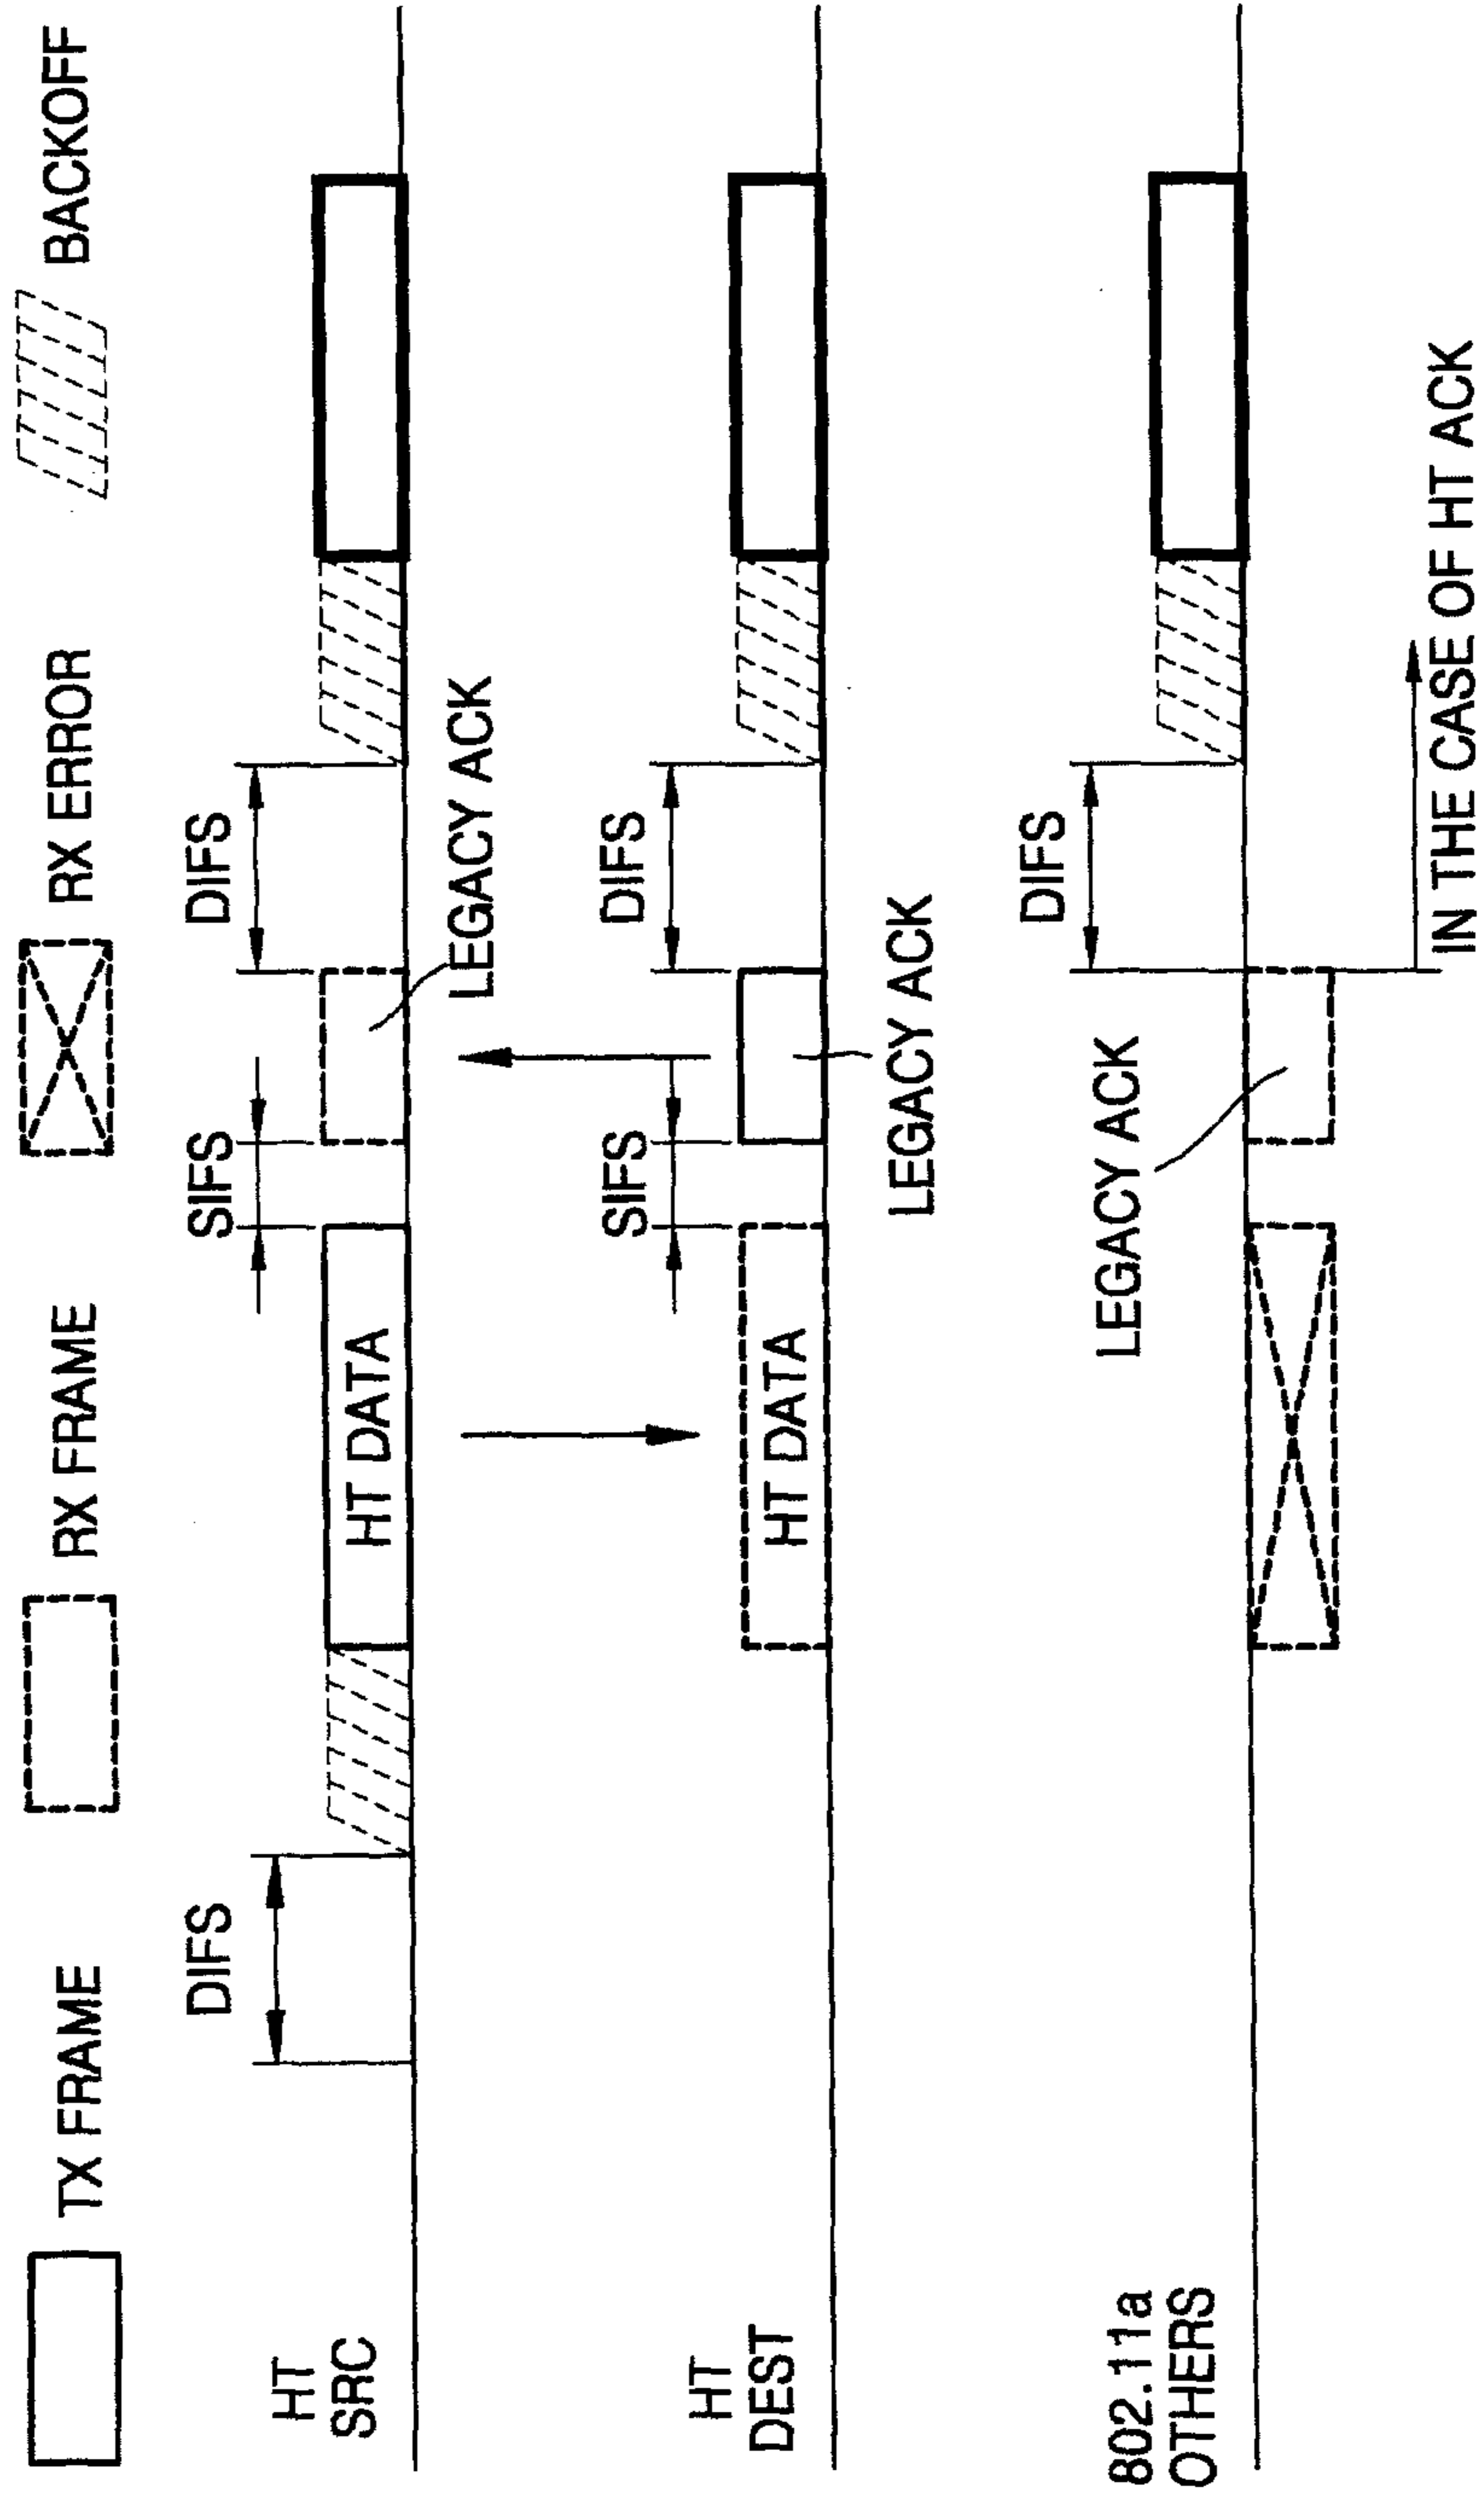 TX FRAME
RX FRAME
RX ERROR
BACKOFF
HT
SRC
DIFS
HT DATA
SIFS
DIFS
LEGACY ACK
HT
DEST
HT DATA
SIFS
DIFS
LEGACY ACK
802.11a
OTHERS
LEGACY ACK
DIFS
IN THE CASE OF HT ACK